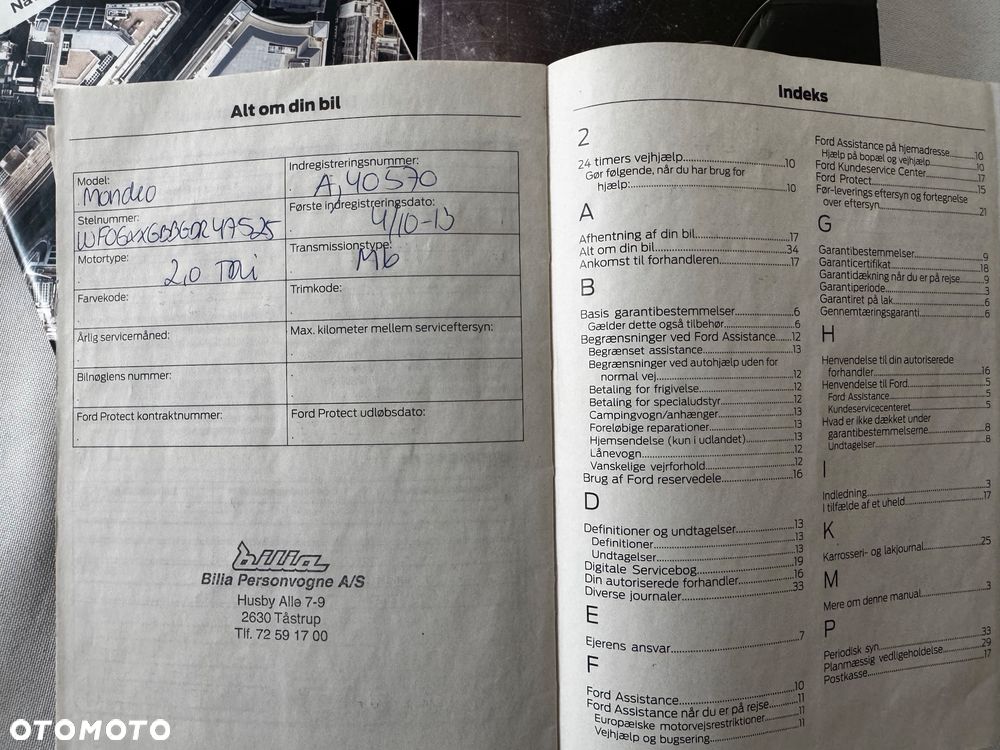 Alt om din bil
Model:
Mondeo
Indregistreringsnummer:
AJ 40570
Stelnummer:
WF0GXXGBBGDR47525
Første indregistreringsdato:
4/10-13
Motortype:
2,0 TDCi
Transmissionstype:
M6
Farvekode:
Trimkode:
Årlig servicemåned:
Max. kilometer mellem serviceftersyn:
Bilnøglens nummer:
Ford Protect kontraktnummer:
Ford Protect udløbsdato:
bilia
Bilia Personvogne A/S
Husby Alle 7-9
2630 Tåstrup
Tlf. 72 59 17 00
Indeks
2
24 timers vejhjælp..........10
Gør følgende, når du har brug for
hjælp:..........10
A
Afhentning af din bil..........17
Alt om din bil..........34
Ankomst til forhandleren..........17
B
Basis garantibestemmelser..........6
Gælder dette også tilbehør..........6
Begrænsninger ved Ford Assistance..........12
Begrænset assistance..........13
Begrænsninger ved autohjælp uden for
normal vej..........12
Betaling for frigivelse..........12
Betaling for specialudstyr..........12
Campingvogn/anhænger..........13
Foreløbige reparationer..........13
Hjemsendelse (kun i udlandet)..........13
Lånevogn..........12
Vanskelige vejrforhold..........12
Brug af Ford reservedele..........16
D
Definitioner og undtagelser..........13
Definitioner..........13
Undtagelser..........13
Digitale Servicebog..........19
Din autoriserede forhandler..........16
Diverse journaler..........33
E
Ejerens ansvar..........7
F
Ford Assistance..........10
Ford Assistance når du er på rejse..........11
Europæiske motorvejsrestriktioner..........11
Vejhjælp og bugsering..........11
Ford Assistance på hjemadresse..........10
Hjælp på bopæl og vejhjælp..........10
Ford Kundeservice Center..........17
Ford Protect..........15
Før-leverings eftersyn og fortegnelse
over eftersyn..........21
G
Garantibestemmelser..........9
Garanticertifikat..........18
Garantidækning når du er på rejse..........9
Garantiperiode..........3
Garantiret på lak..........6
Gennemtæringsgaranti..........6
H
Henvendelse til din autoriserede
forhandler..........16
Henvendelse til Ford..........5
Ford Assistance..........5
Kundeservicecenteret..........5
Hvad er ikke dækket under
garantibestemmelserne..........8
Undtagelser..........8
I
Indledning..........3
I tilfælde af et uheld..........17
K
Karrosseri- og lakjournal..........25
M
Mere om denne manual..........3
P
Periodisk syn..........33
Planmæssig vedligeholdelse..........29
Postkasse..........17
OTOMOTO